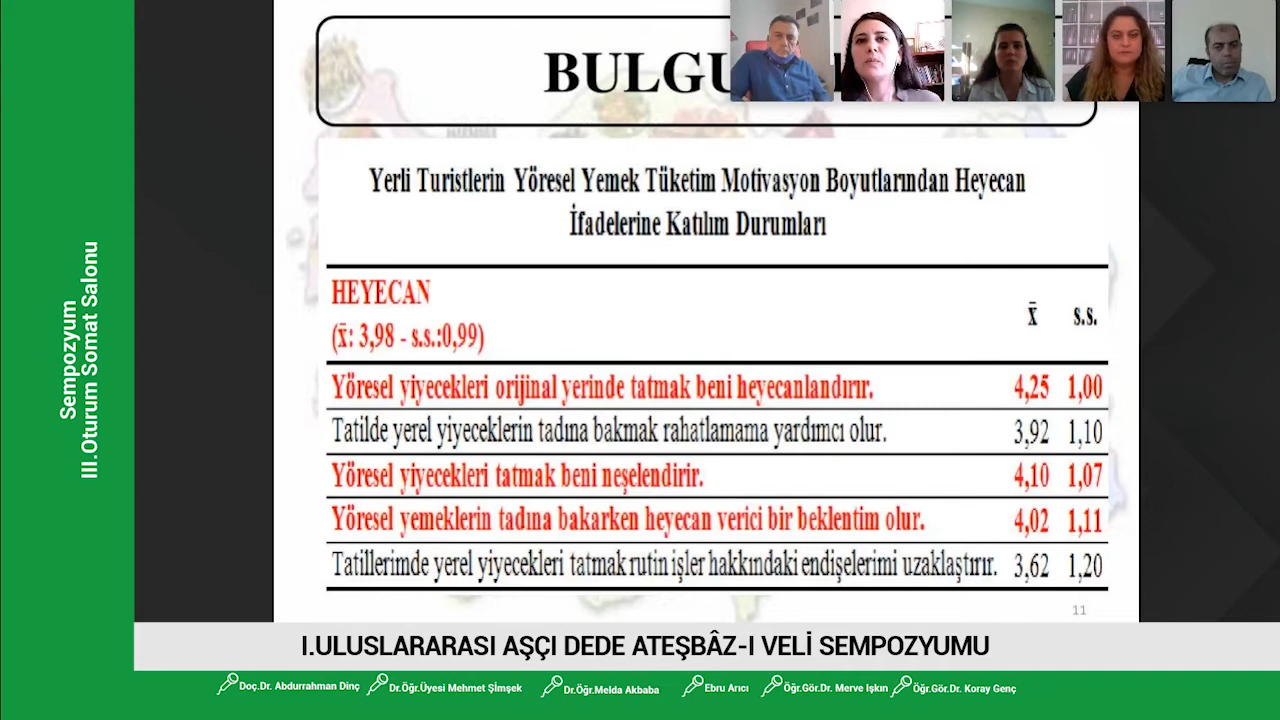 BULGU
Yerli Turistlerin Yöresel Yemek Tüketim Motivasyon Boyutlarından Heyecan
İfadelerine Katılım Durumları
HEYECAN
(x̄: 3,98 - s.s.:0,99)
x̄ s.s.
Yöresel yiyecekleri orijinal yerinde tatmak beni heyecanlandırır. 4,25 1,00
Tatilde yerel yiyeceklerin tadına bakmak rahatlamama yardımcı olur. 3,92 1,10
Yöresel yiyecekleri tatmak beni neşelendirir. 4,10 1,07
Yöresel yemeklerin tadına bakarken heyecan verici bir beklentim olur. 4,02 1,11
Tatillerimde yerel yiyecekleri tatmak rutin işler hakkındaki endişelerimi uzaklaştırır. 3,62 1,20
11
Sempozyum
III.Oturum Somat Salonu
I.ULUSLARARASI AŞÇI DEDE ATEŞBÂZ-I VELİ SEMPOZYUMU
Doç.Dr. Abdurrahman Dinç
Dr.Öğr.Üyesi Mehmet Şİmşek
Dr.Öğr.Melda Akbaba
Ebru Arıcı
Öğr.Gör.Dr. Merve Işkın
Öğr.Gör.Dr. Koray Genç